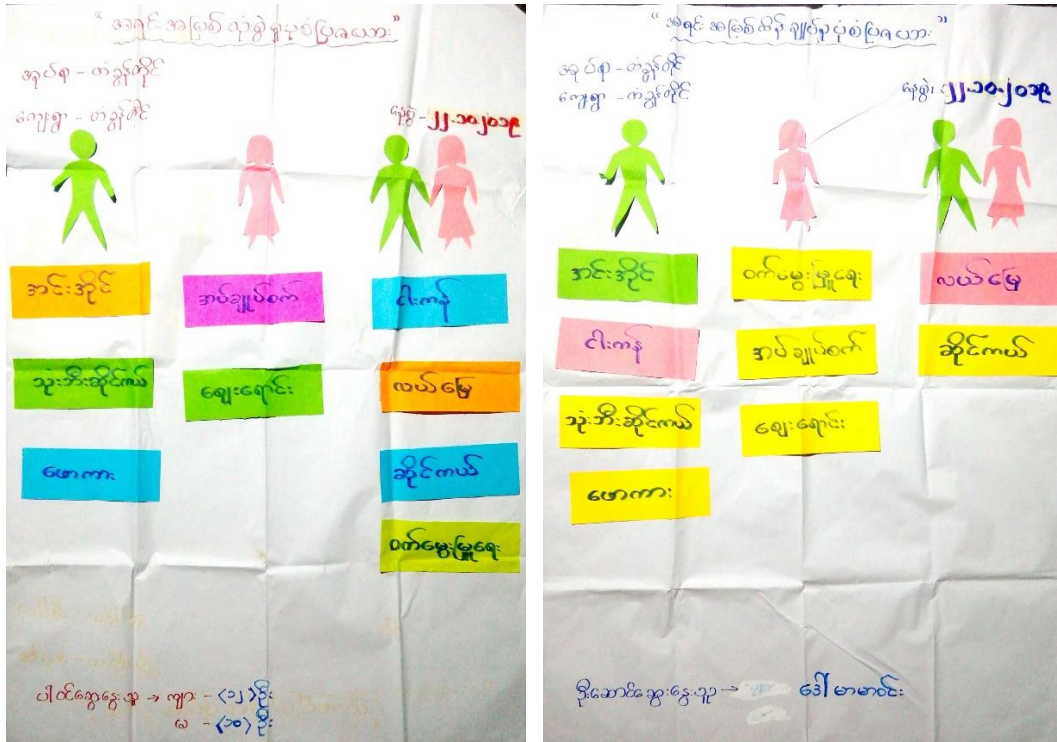 "အရင်းအမြစ်သုံးစွဲမှုပုံစံပြဇယား"
အုပ်စု - တံခွန်တိုင်
ကျေးရွာ - တံခွန်တိုင်
နေ့စွဲ - ၂၂.၁၀.၂၀၁၉
အင်းအိုင်
အပ်ချုပ်စက်
ငါးကန်
သုံးဘီးဆိုင်ကယ်
ဈေးရောင်း
လယ်မြေ
ဖောကား
ဆိုင်ကယ်
ဝက်မွေးမြူရေး
ပါဝင်ဆွေးနွေးသူ → ကျား - (၁၂) ဦး
မ - (၁၀) ဦး
"အရင်းအမြစ်ထိန်းချုပ်မှုပုံစံပြဇယား"
အုပ်စု - တံခွန်တိုင်
ကျေးရွာ - တံခွန်တိုင်
နေ့စွဲ၊ ၂၂.၁၀.၂၀၁၉
အင်းအိုင်
ဝက်မွေးမြူရေး
လယ်မြေ
ငါးကန်
အပ်ချုပ်စက်
ဆိုင်ကယ်
သုံးဘီးဆိုင်ကယ်
ဈေးရောင်း
ဖောကား
ဦးဆောင်ဆွေးနွေးသူ → ဒေါ်မာမာဝင်း